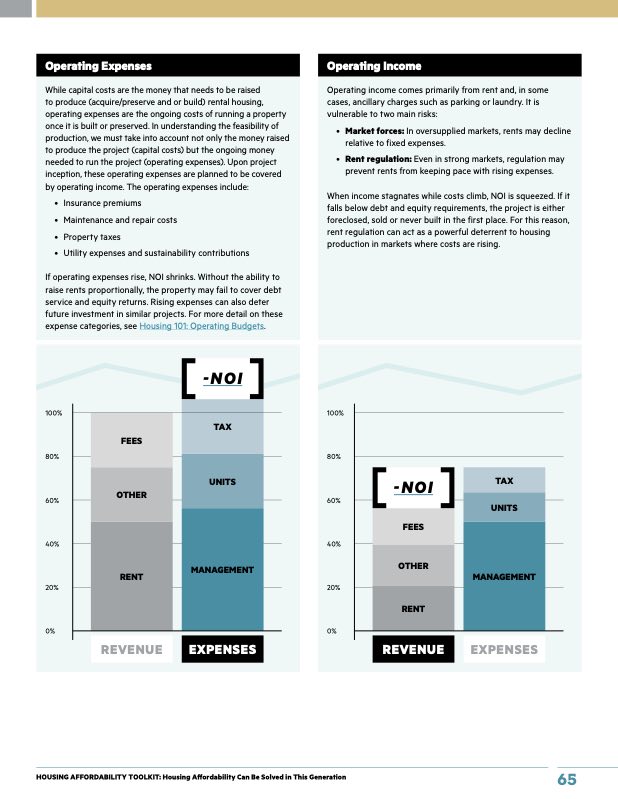 Operating Expenses
While capital costs are the money that needs to be raised
to produce (acquire/preserve and or build) rental housing,
operating expenses are the ongoing costs of running a property
once it is built or preserved. In understanding the feasibility of
production, we must take into account not only the money raised
to produce the project (capital costs) but the ongoing money
needed to run the project (operating expenses). Upon project
inception, these operating expenses are planned to be covered
by operating income. The operating expenses include:
• Insurance premiums
• Maintenance and repair costs
• Property taxes
• Utility expenses and sustainability contributions
If operating expenses rise, NOI shrinks. Without the ability to
raise rents proportionally, the property may fail to cover debt
service and equity returns. Rising expenses can also deter
future investment in similar projects. For more detail on these
expense categories, see Housing 101: Operating Budgets.
Operating Income
Operating income comes primarily from rent and, in some
cases, ancillary charges such as parking or laundry. It is
vulnerable to two main risks:
• Market forces: In oversupplied markets, rents may decline
relative to fixed expenses.
• Rent regulation: Even in strong markets, regulation may
prevent rents from keeping pace with rising expenses.
When income stagnates while costs climb, NOI is squeezed. If it
falls below debt and equity requirements, the project is either
foreclosed, sold or never built in the first place. For this reason,
rent regulation can act as a powerful deterrent to housing
production in markets where costs are rising.
-NOI
100%
80%
60%
40%
20%
0%
FEES
OTHER
RENT
TAX
UNITS
MANAGEMENT
REVENUE
EXPENSES
100%
80%
60%
40%
20%
0%
-NOI
FEES
OTHER
RENT
TAX
UNITS
MANAGEMENT
REVENUE
EXPENSES
HOUSING AFFORDABILITY TOOLKIT: Housing Affordability Can Be Solved in This Generation
65